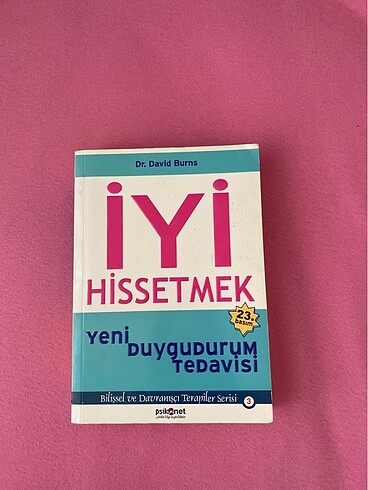 Dr. David Burns
İYİ
HİSSETMEK
23.
basım
Yeni
Duygudurum
Tedavisi
Bilişsel ve Davranışçı Terapiler Serisi 3
psikonet